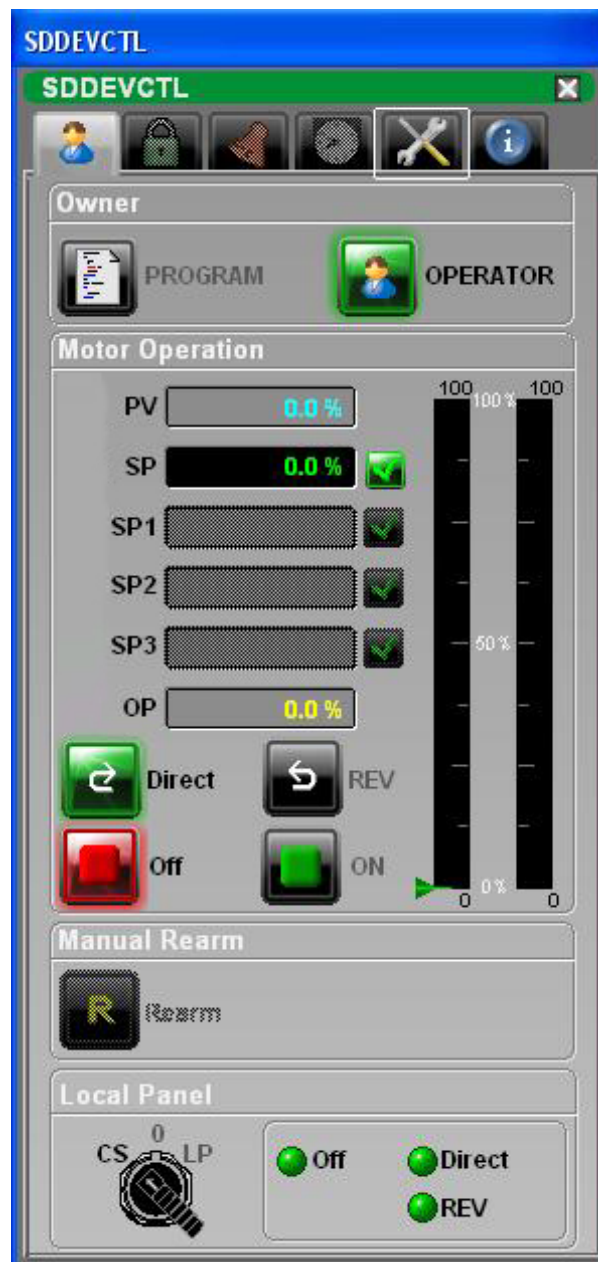 SDDEVCTL
SDDEVCTL
Owner
PROGRAM OPERATOR
Motor Operation
100 100% 100
PV 0.0 %
SP 0.0 %
SP1
SP2
SP3 50%
OP 0.0 %
Direct REV
Off ON
0 0% 0
Manual Rearm
R Rearm
Local Panel
0
CS LP
Off Direct
REV